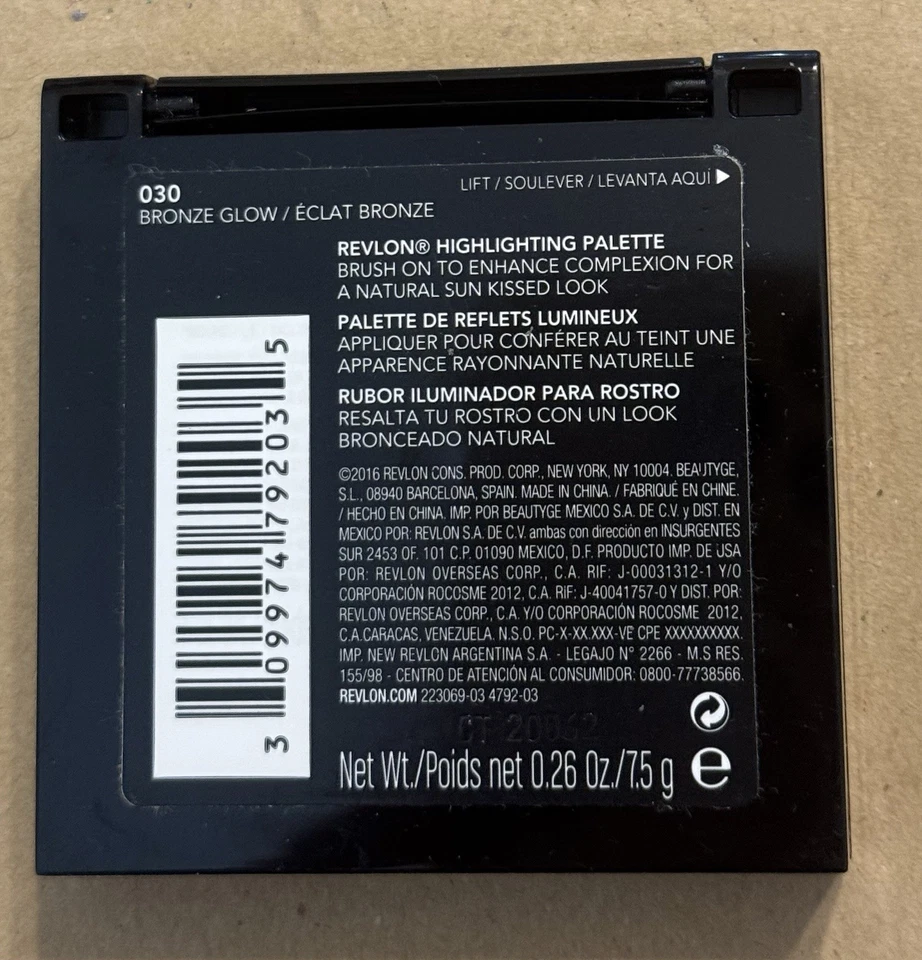 030
BRONZE GLOW / ÉCLAT BRONZE
LIFT / SOULEVER / LEVANTA AQUÍ
REVLON® HIGHLIGHTING PALETTE
BRUSH ON TO ENHANCE COMPLEXION FOR
A NATURAL SUN KISSED LOOK
PALETTE DE REFLETS LUMINEUX
APPLIQUER POUR CONFÉRER AU TEINT UNE
APPARENCE RAYONNANTE NATURELLE
RUBOR ILUMINADOR PARA ROSTRO
RESALTA TU ROSTRO CON UN LOOK
BRONCEADO NATURAL
©2016 REVLON CONS. PROD. CORP., NEW YORK, NY 10004. BEAUTYGE,
S.L., 08940 BARCELONA, SPAIN. MADE IN CHINA. / FABRIQUÉ EN CHINE.
/ HECHO EN CHINA. IMP. POR BEAUTYGE MEXICO S.A. DE C.V. y DIST. EN
MEXICO POR: REVLON S.A. DE C.V. ambas con dirección en INSURGENTES
SUR 2453 OF. 101 C.P. 01090 MEXICO, D.F. PRODUCTO IMP. DE USA
POR: REVLON OVERSEAS CORP., C.A. RIF: J-00031312-1 Y/O
CORPORACIÓN ROCOSME 2012, C.A. RIF: J-40041757-0 Y DIST. POR:
REVLON OVERSEAS CORP., C.A. Y/O CORPORACIÓN ROCOSME 2012,
C.A.CARACAS, VENEZUELA. N.S.O. PC-X-XX.XXX-VE CPE XXXXXXXXXX.
IMP. NEW REVLON ARGENTINA S.A. - LEGAJO N° 2266 - M.S RES.
155/98 - CENTRO DE ATENCIÓN AL CONSUMIDOR: 0800-77738566.
REVLON.COM 223069-03 4792-03
Net Wt./Poids net 0.26 Oz./7.5 g ℮
3 09974 79203 5